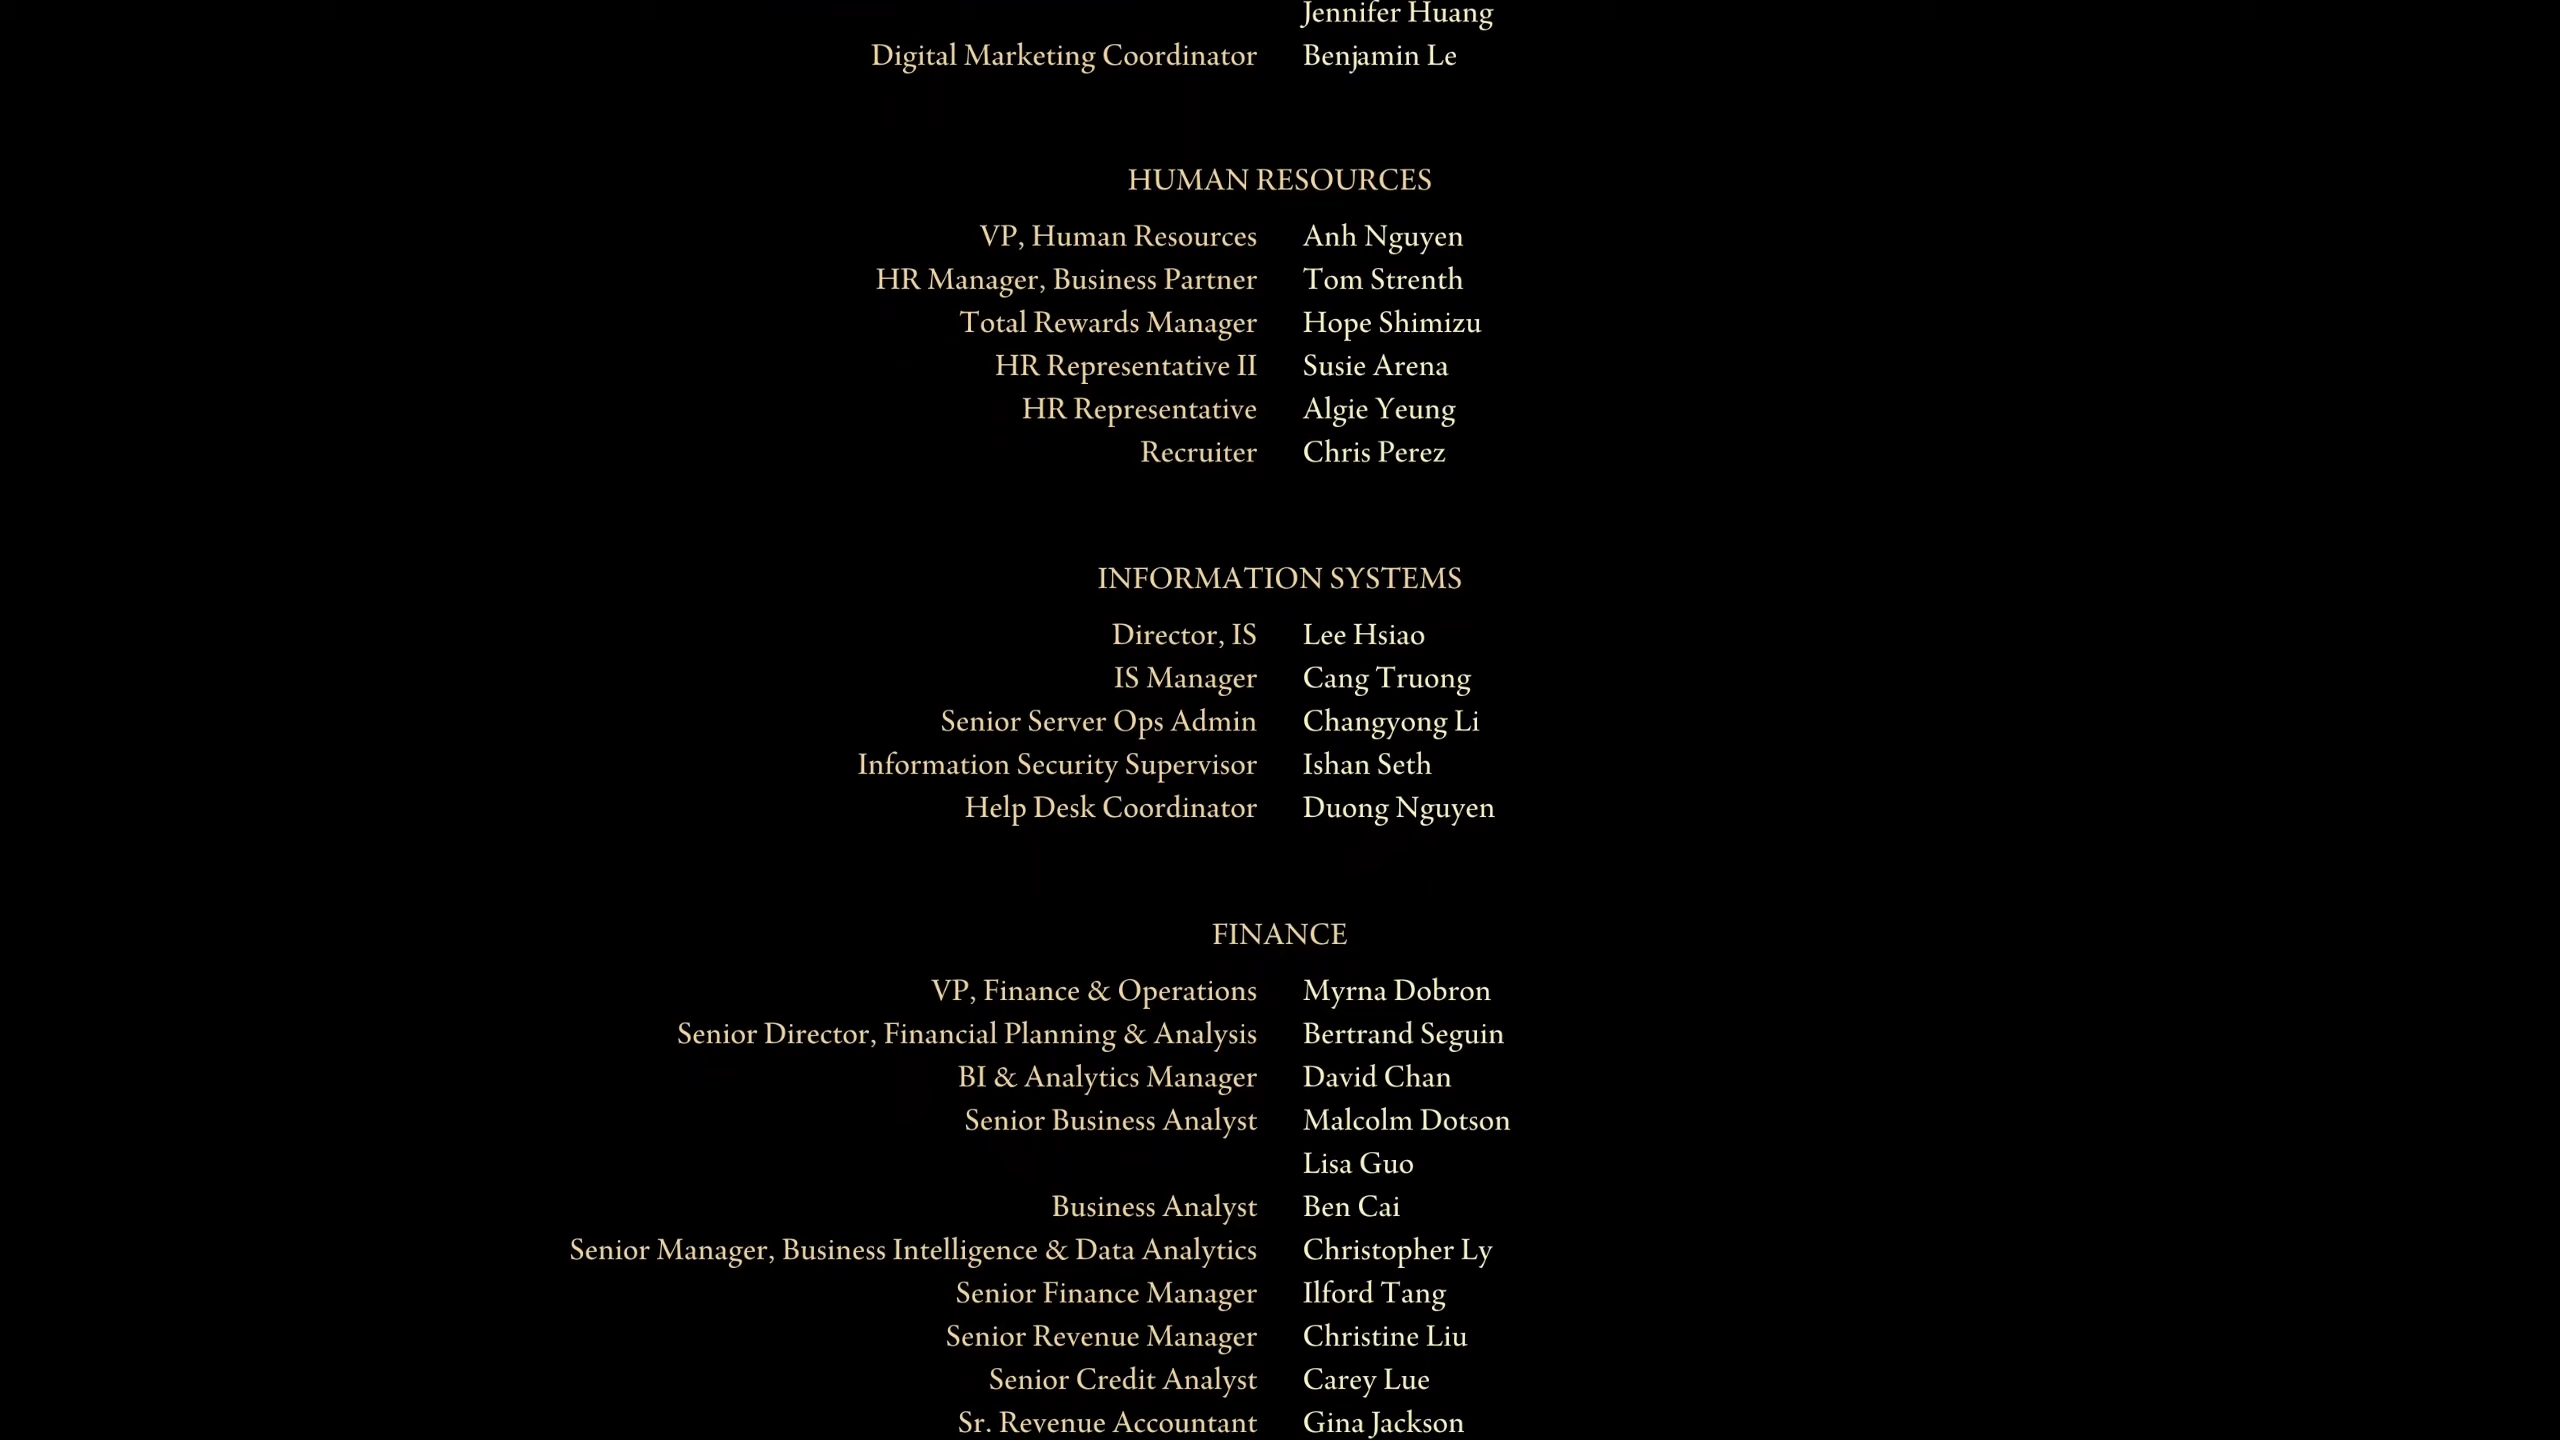 Jennifer Huang
Digital Marketing Coordinator Benjamin Le
HUMAN RESOURCES
VP, Human Resources Anh Nguyen
HR Manager, Business Partner Tom Strenth
Total Rewards Manager Hope Shimizu
HR Representative II Susie Arena
HR Representative Algie Yeung
Recruiter Chris Perez
INFORMATION SYSTEMS
Director, IS Lee Hsiao
IS Manager Cang Truong
Senior Server Ops Admin Changyong Li
Information Security Supervisor Ishan Seth
Help Desk Coordinator Duong Nguyen
FINANCE
VP, Finance & Operations Myrna Dobron
Senior Director, Financial Planning & Analysis Bertrand Seguin
BI & Analytics Manager David Chan
Senior Business Analyst Malcolm Dotson
Lisa Guo
Business Analyst Ben Cai
Senior Manager, Business Intelligence & Data Analytics Christopher Ly
Senior Finance Manager Ilford Tang
Senior Revenue Manager Christine Liu
Senior Credit Analyst Carey Lue
Sr. Revenue Accountant Gina Jackson